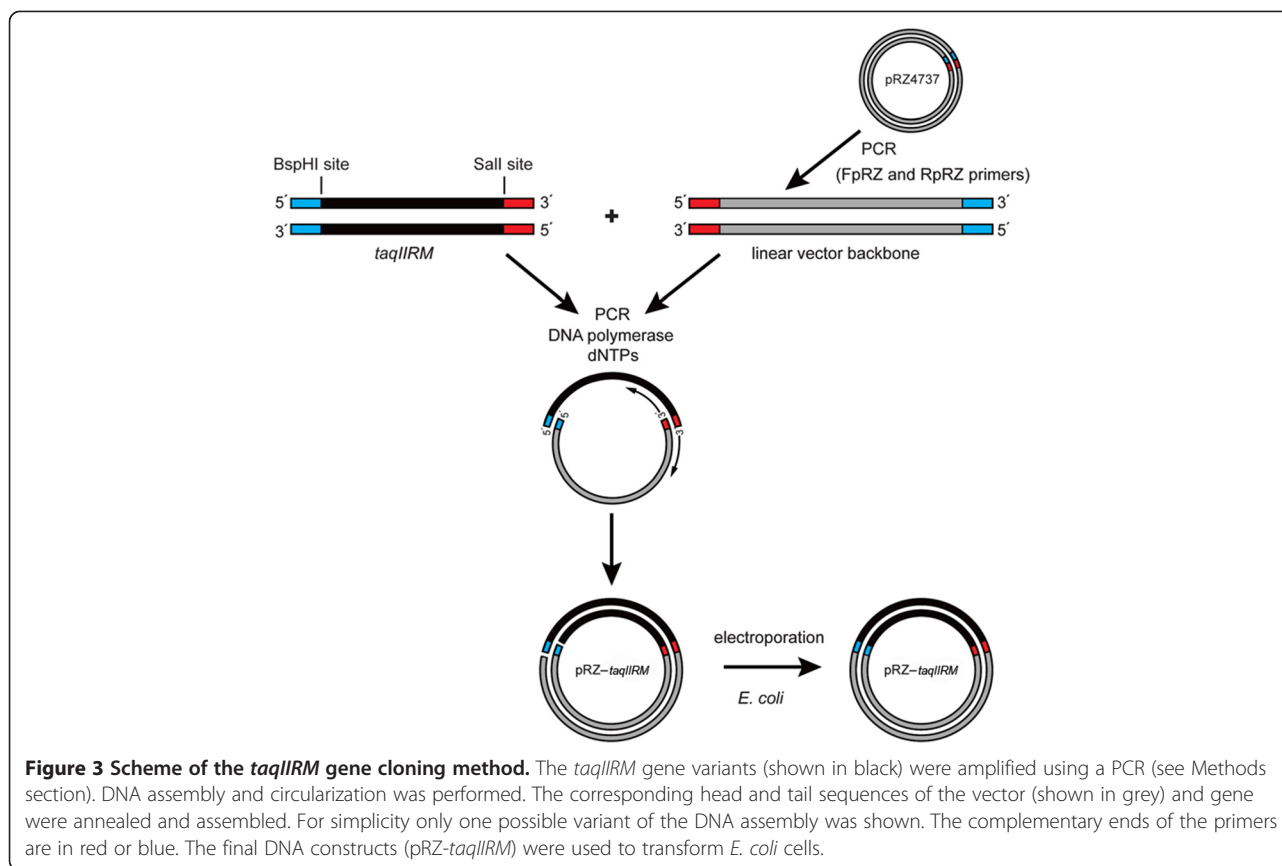 pRZ4737
PCR
(FpRZ and RpRZ primers)
BspHI site
SalI site
5´
3´
+
5´
3´
3´
5´
3´
5´
taqIIRM
linear vector backbone
PCR
DNA polymerase
dNTPs
5´
5´
3´
3´
pRZ–taqIIRM
electroporation
E. coli
pRZ–taqIIRM
Figure 3 Scheme of the taqIIRM gene cloning method. The taqIIRM gene variants (shown in black) were amplified using a PCR (see Methods
section). DNA assembly and circularization was performed. The corresponding head and tail sequences of the vector (shown in grey) and gene
were annealed and assembled. For simplicity only one possible variant of the DNA assembly was shown. The complementary ends of the primers
are in red or blue. The final DNA constructs (pRZ-taqIIRM) were used to transform E. coli cells.